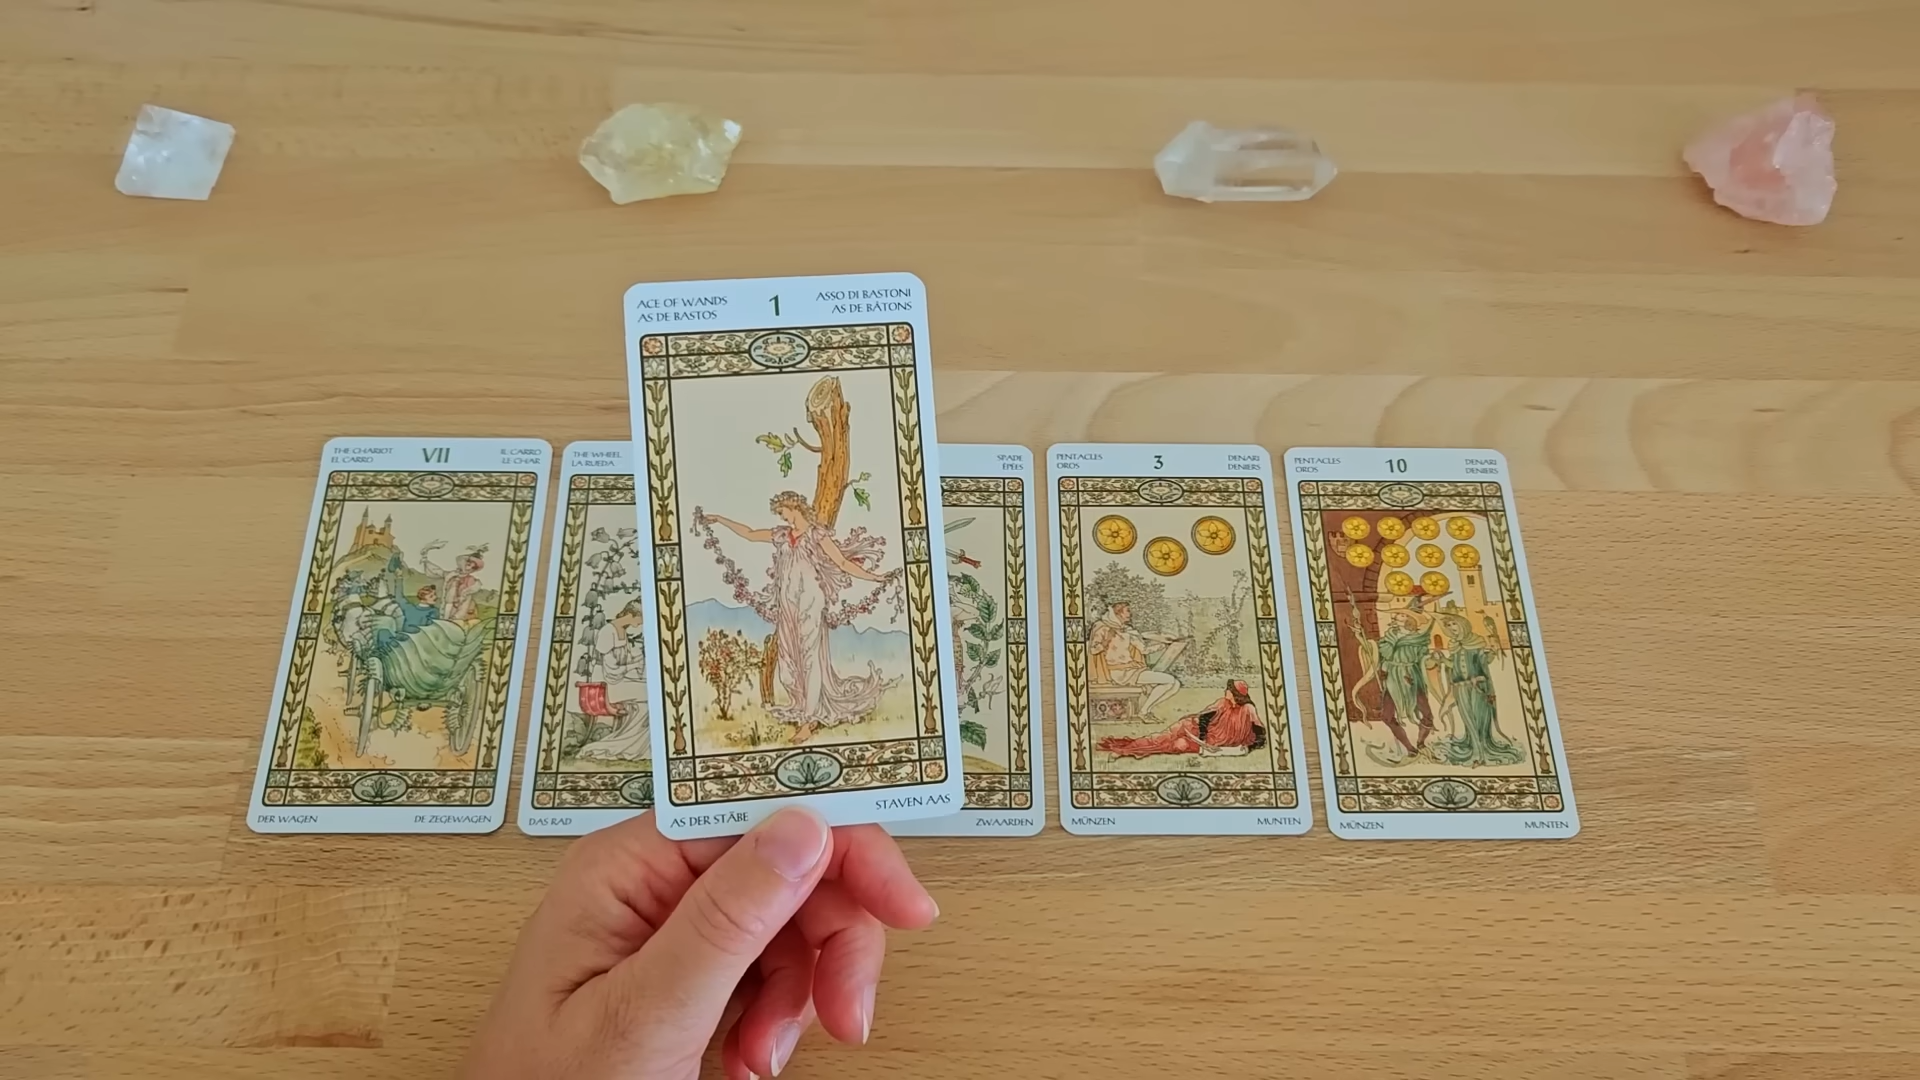 ACE OF WANDS
AS DE BASTOS
1
ASSO DI BASTONI
AS DE BÂTONS
AS DER STÄBE
STAVEN AAS
THE CHARIOT
EL CARRO
VII
IL CARRO
LE CHAR
DER WAGEN
DE ZEGEWAGEN
THE WHEEL
LA RUEDA
DAS RAD
SPADE
ÉPÉES
ZWAARDEN
PENTACLES
OROS
3
DENARI
DENIERS
MÜNZEN
MUNTEN
PENTACLES
OROS
10
DENARI
DENIERS
MÜNZEN
MUNTEN